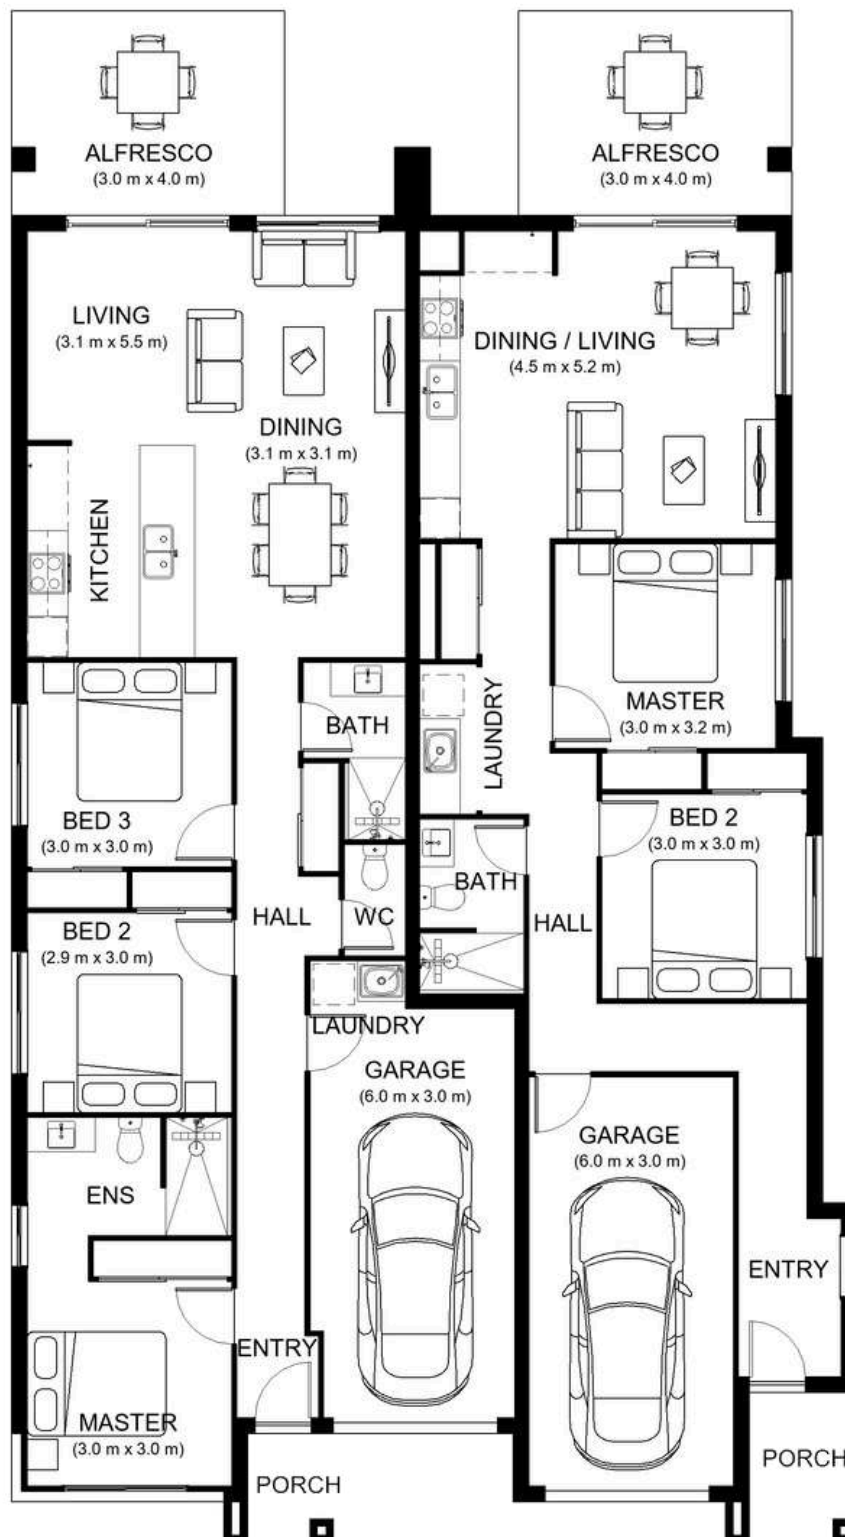 ALFRESCO
(3.0 m x 4.0 m)
ALFRESCO
(3.0 m x 4.0 m)
LIVING
(3.1 m x 5.5 m)
DINING
(3.1 m x 3.1 m)
KITCHEN
DINING / LIVING
(4.5 m x 5.2 m)
MASTER
(3.0 m x 3.2 m)
LAUNDRY
BATH
BED 3
(3.0 m x 3.0 m)
BED 2
(3.0 m x 3.0 m)
BATH
HALL
WC
HALL
BED 2
(2.9 m x 3.0 m)
LAUNDRY
GARAGE
(6.0 m x 3.0 m)
GARAGE
(6.0 m x 3.0 m)
ENS
ENTRY
ENTRY
MASTER
(3.0 m x 3.0 m)
PORCH
PORCH